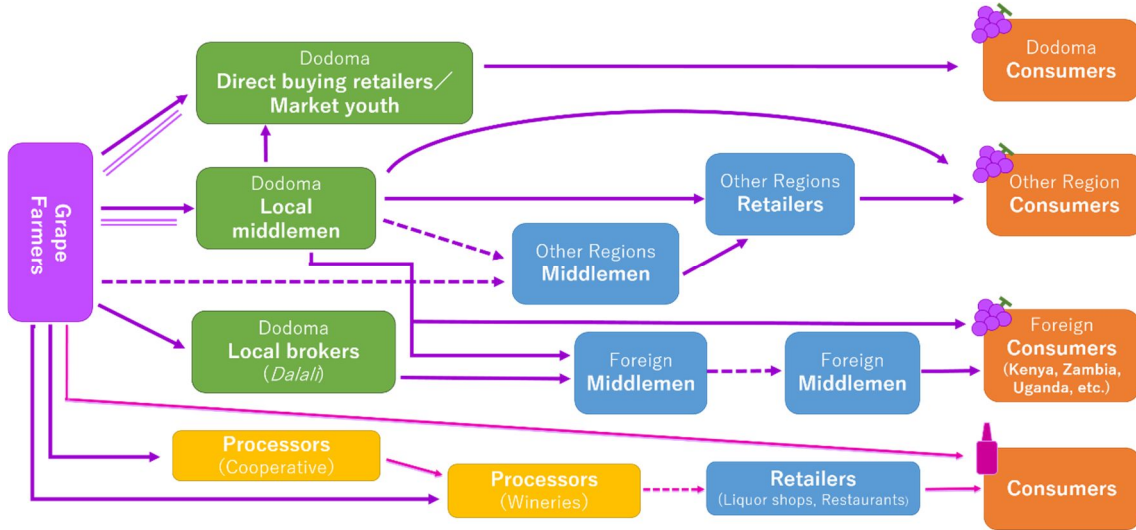 Grape
Farmers
Dodoma
Direct buying retailers／
Market youth
Dodoma
Consumers
Dodoma
Local
middlemen
Other Regions
Retailers
Other Region
Consumers
Other Regions
Middlemen
Dodoma
Local brokers
(Dalali)
Foreign
Middlemen
Foreign
Middlemen
Foreign
Consumers
(Kenya, Zambia,
Uganda, etc.)
Processors
(Cooperative)
Processors
(Wineries)
Retailers
(Liquor shops, Restaurants)
Consumers